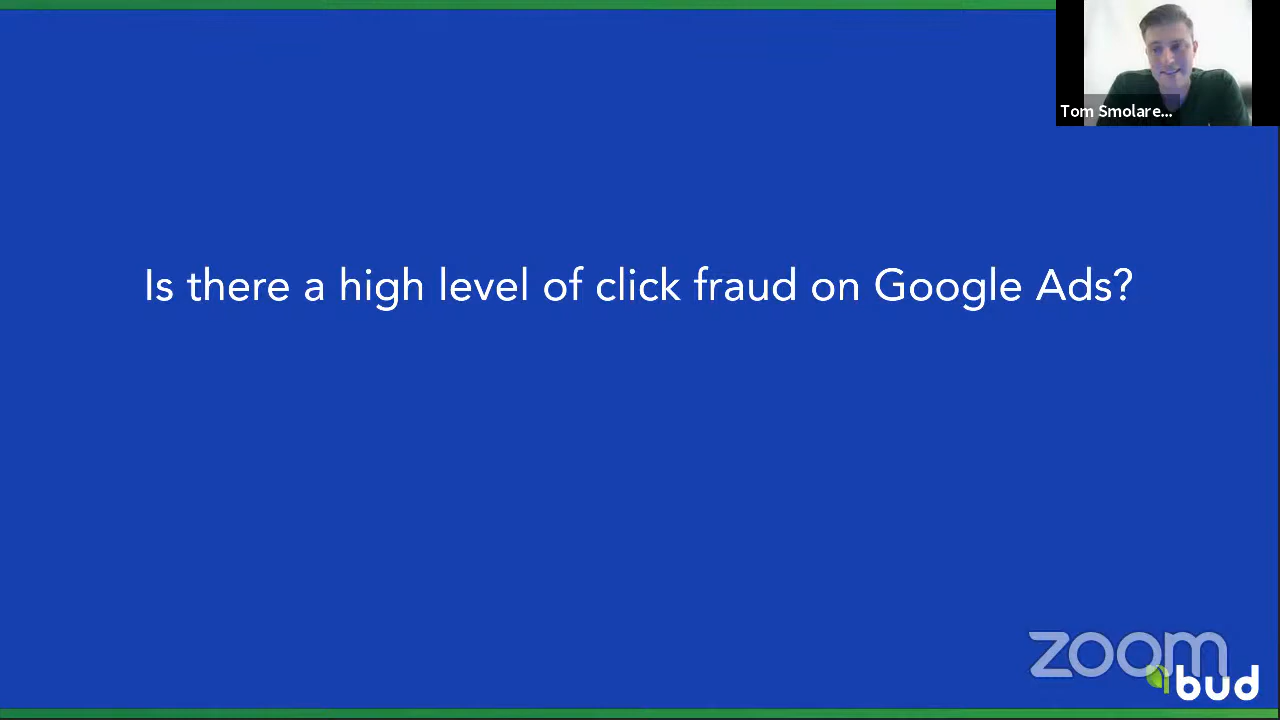 Tom Smolare...
Is there a high level of click fraud on Google Ads?
zoom
bud